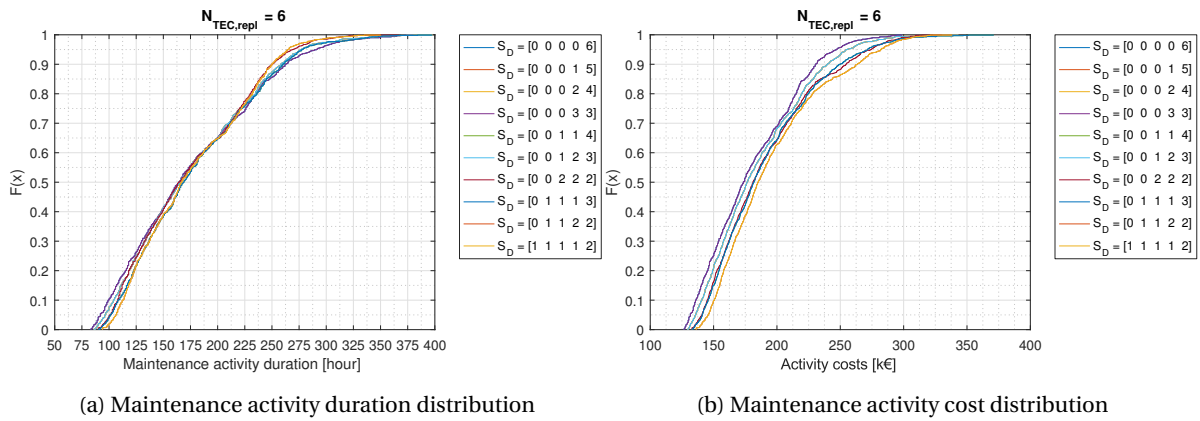 N_TEC,repl = 6
F(x)
1
0.9
0.8
0.7
0.6
0.5
0.4
0.3
0.2
0.1
0
50 75 100 125 150 175 200 225 250 275 300 325 350 375 400
Maintenance activity duration [hour]
S_D = [0 0 0 0 6]
S_D = [0 0 0 1 5]
S_D = [0 0 0 2 4]
S_D = [0 0 0 3 3]
S_D = [0 0 1 1 4]
S_D = [0 0 1 2 3]
S_D = [0 0 2 2 2]
S_D = [0 1 1 1 3]
S_D = [0 1 1 2 2]
S_D = [1 1 1 1 2]
(a) Maintenance activity duration distribution
N_TEC,repl = 6
F(x)
1
0.9
0.8
0.7
0.6
0.5
0.4
0.3
0.2
0.1
0
100 150 200 250 300 350 400
Activity costs [k€]
S_D = [0 0 0 0 6]
S_D = [0 0 0 1 5]
S_D = [0 0 0 2 4]
S_D = [0 0 0 3 3]
S_D = [0 0 1 1 4]
S_D = [0 0 1 2 3]
S_D = [0 0 2 2 2]
S_D = [0 1 1 1 3]
S_D = [0 1 1 2 2]
S_D = [1 1 1 1 2]
(b) Maintenance activity cost distribution